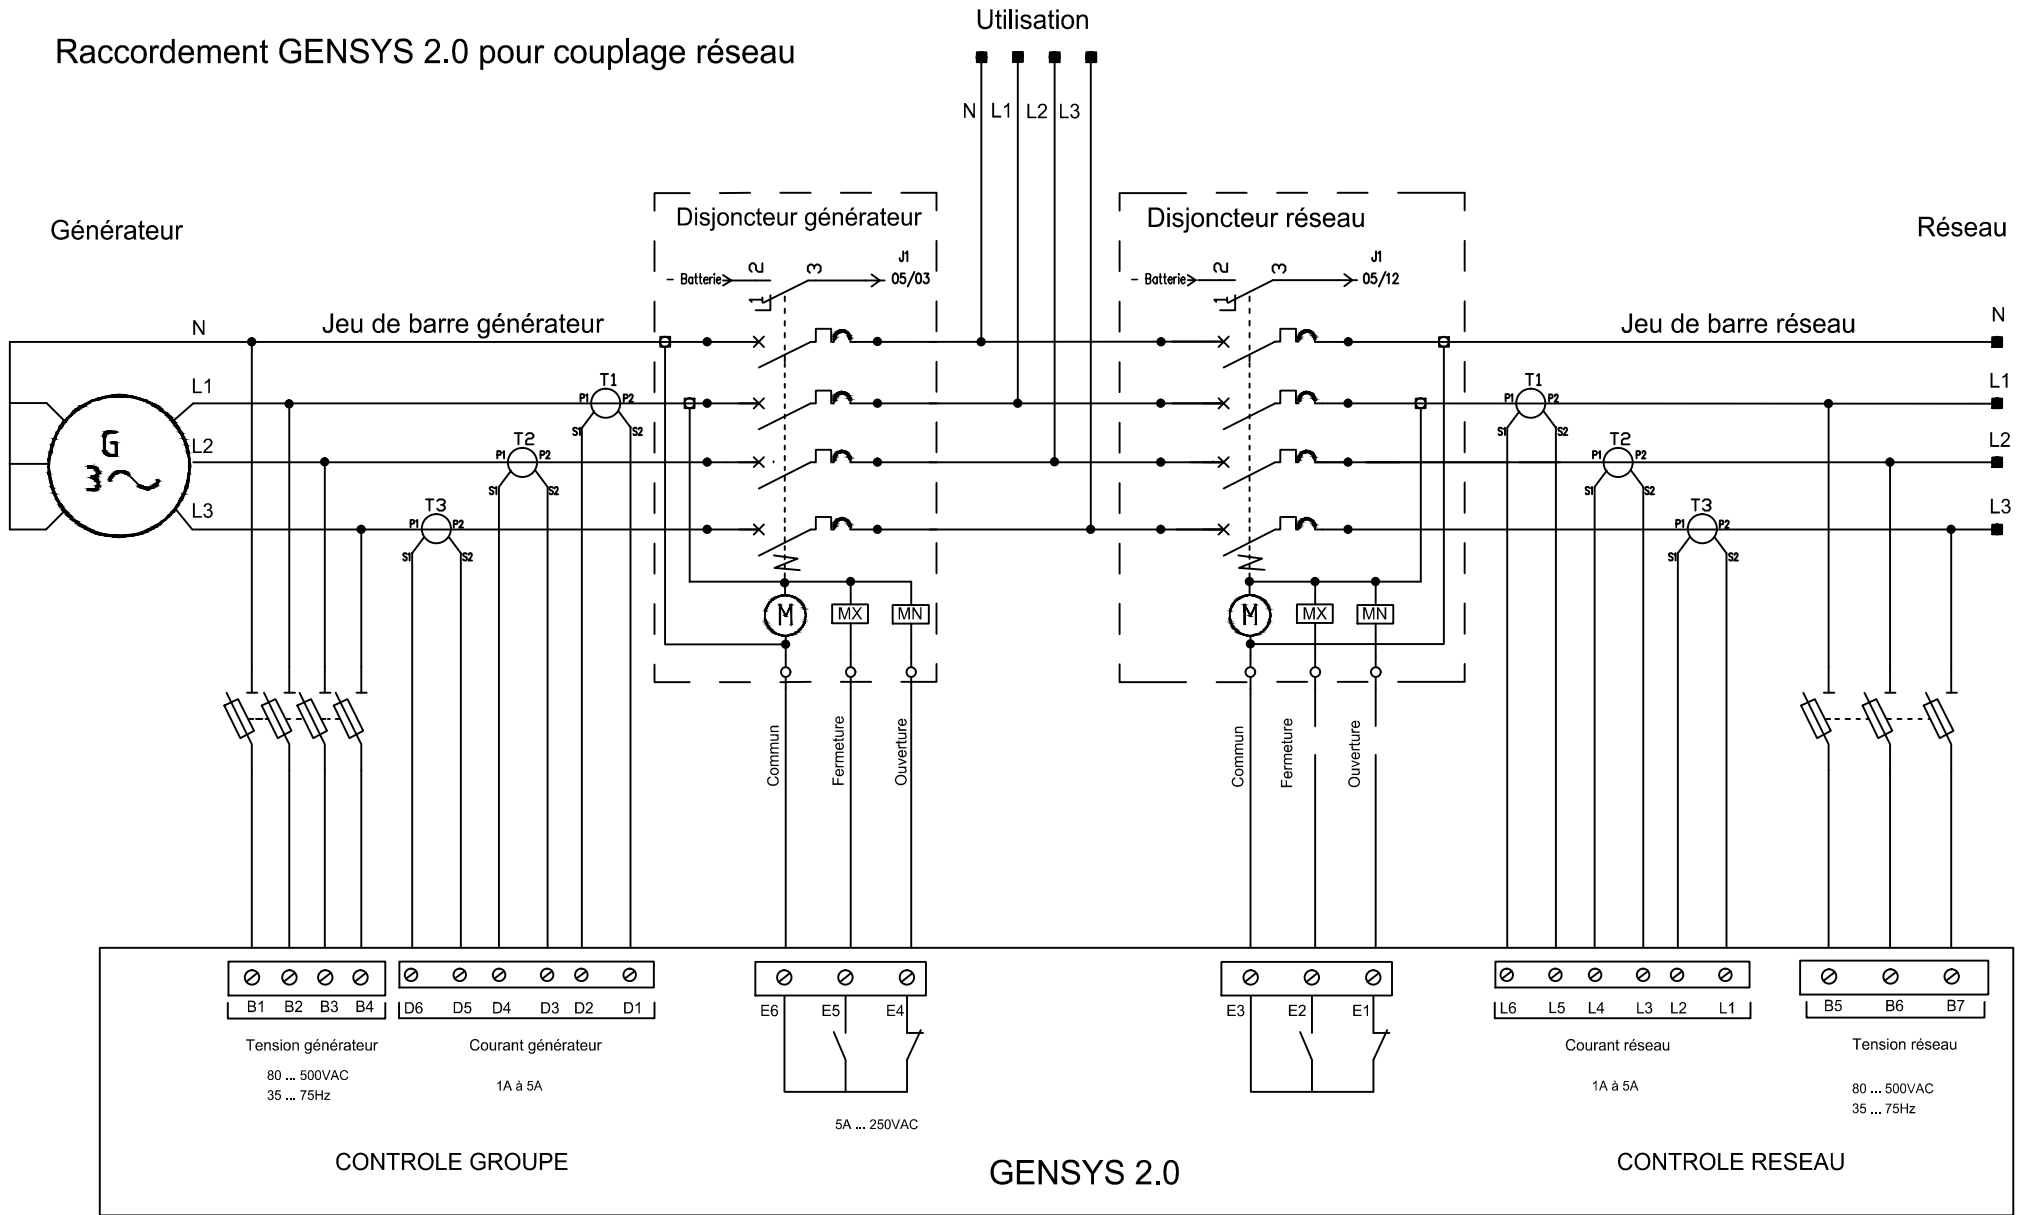 Utilisation
Raccordement GENSYS 2.0 pour couplage réseau
N L1 L2 L3
Générateur
Disjoncteur générateur
Disjoncteur réseau
Réseau
- Batterie 2 3 J1 05/03
1
- Batterie 2 3 J1 05/12
1
N
Jeu de barre générateur
Jeu de barre réseau
N
L1
T1
P1 P2
S1 S2
T1
P1 P2
S1 S2
L1
G
3
L2
T2
P1 P2
S1 S2
T2
P1 P2
S1 S2
L2
L3
T3
P1 P2
S1 S2
T3
P1 P2
S1 S2
L3
M MX MN
M MX MN
Commun
Fermeture
Ouverture
Commun
Fermeture
Ouverture
B1 B2 B3 B4
D6 D5 D4 D3 D2 D1
E6 E5 E4
E3 E2 E1
L6 L5 L4 L3 L2 L1
B5 B6 B7
Tension générateur
80 ... 500VAC
35 ... 75Hz
Courant générateur
1A à 5A
5A ... 250VAC
Courant réseau
1A à 5A
Tension réseau
80 ... 500VAC
35 ... 75Hz
CONTROLE GROUPE
GENSYS 2.0
CONTROLE RESEAU